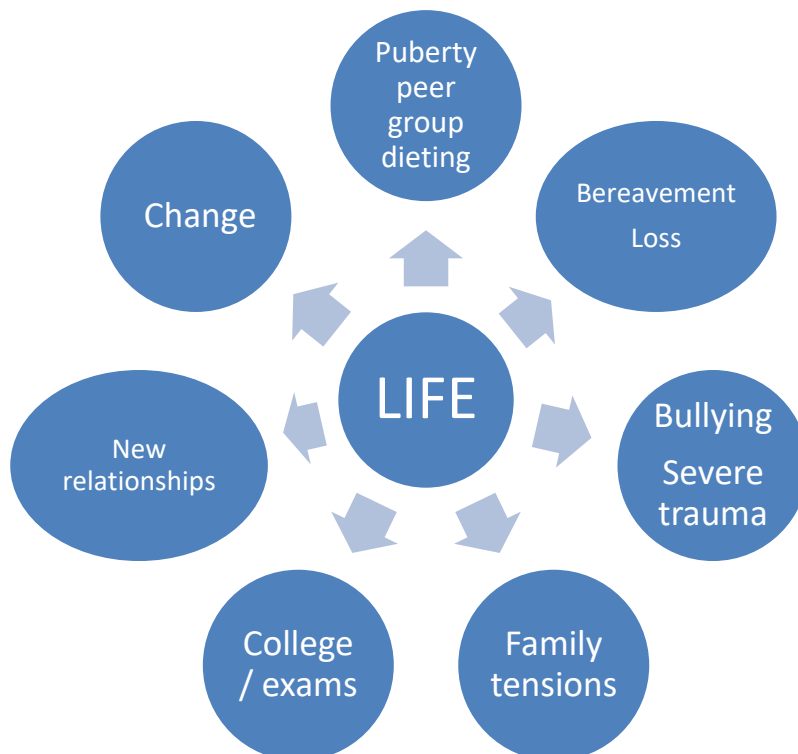 Puberty
peer
group
dieting
Bereavement
Loss
Bullying
Severe
trauma
Family
tensions
College
/ exams
New
relationships
Change
LIFE